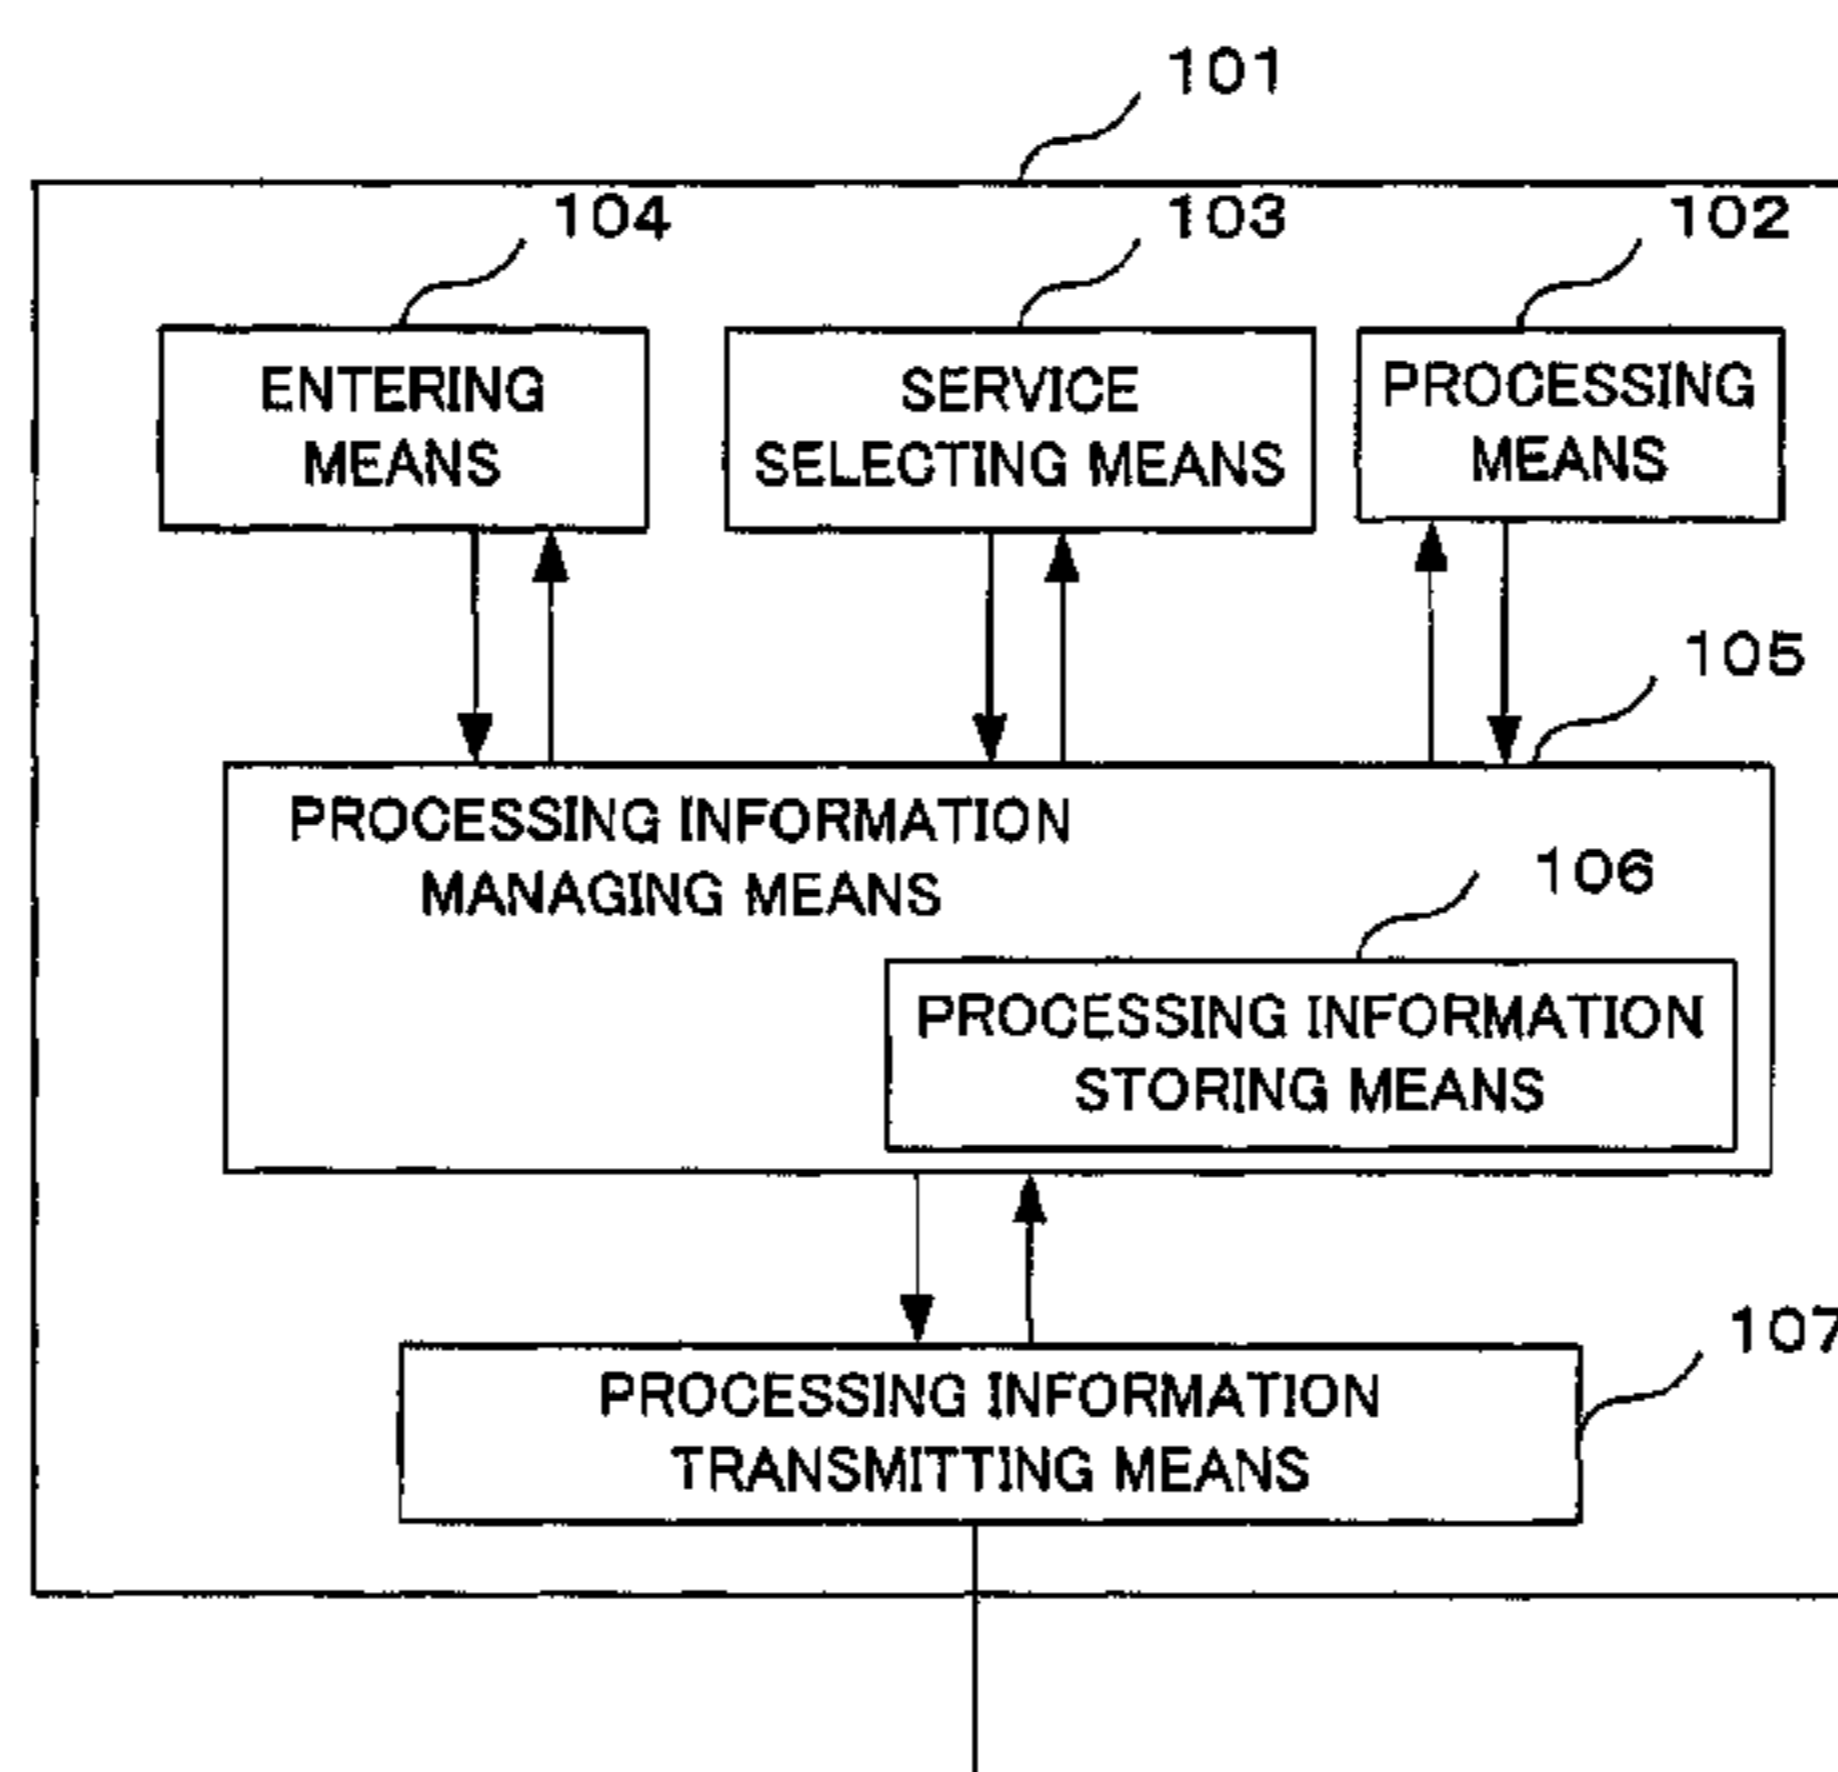 101
104
103
102
ENTERING
MEANS
SERVICE
SELECTING MEANS
PROCESSING
MEANS
105
PROCESSING INFORMATION
MANAGING MEANS
106
PROCESSING INFORMATION
STORING MEANS
107
PROCESSING INFORMATION
TRANSMITTING MEANS